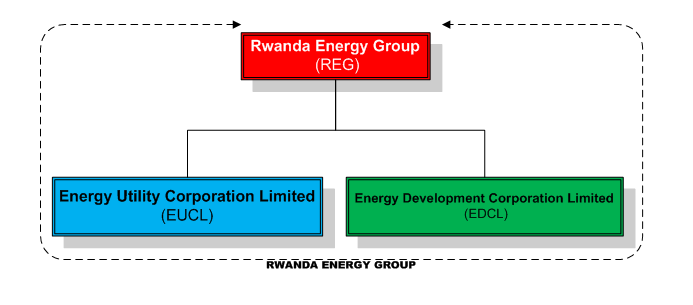 Rwanda Energy Group
(REG)
Energy Utility Corporation Limited
(EUCL)
Energy Development Corporation Limited
(EDCL)
RWANDA ENERGY GROUP